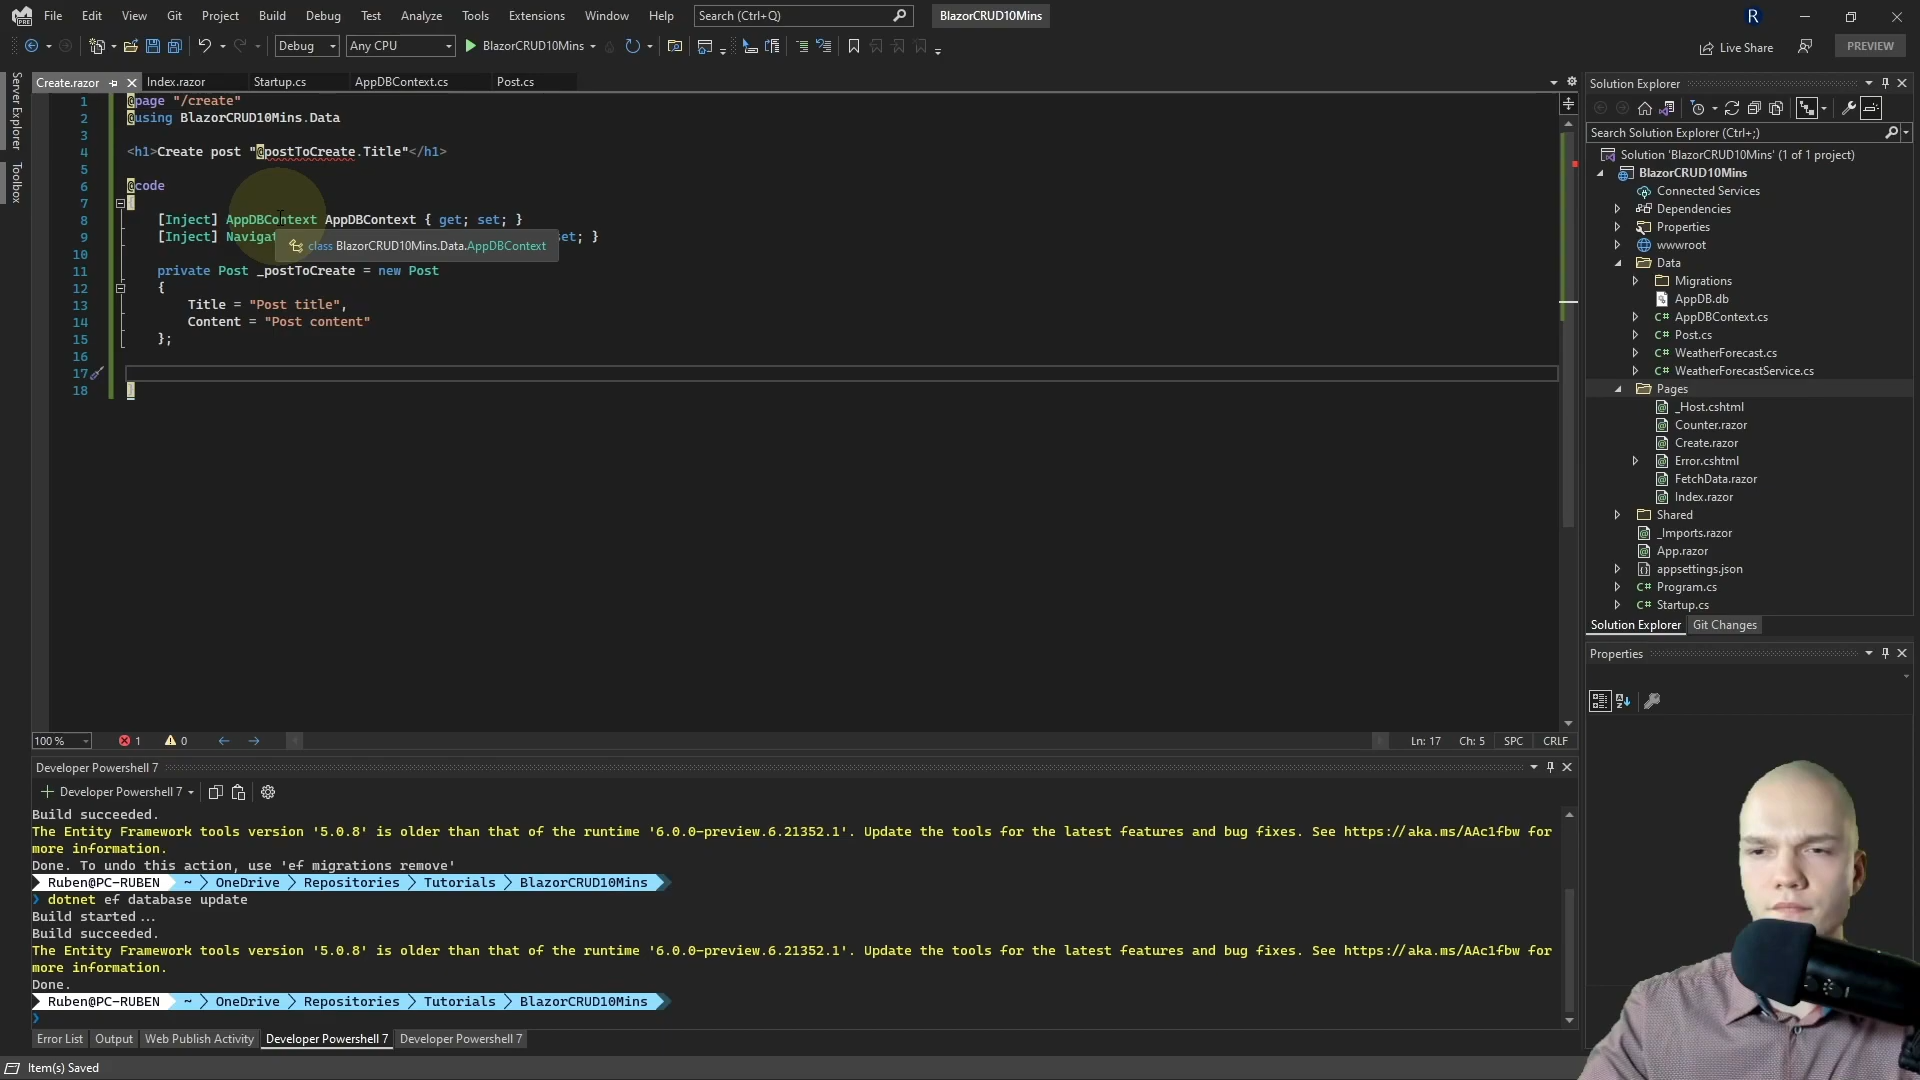 File Edit View Git Project Build Debug Test Analyze Tools Extensions Window Help Search (Ctrl+Q) BlazorCRUD10Mins R
Debug Any CPU BlazorCRUD10Mins Live Share PREVIEW
Server Explorer
Toolbox
Create.razor Index.razor Startup.cs AppDBContext.cs Post.cs
1 @page "/create"
2 @using BlazorCRUD10Mins.Data
3
4 <h1>Create post "@postToCreate.Title"</h1>
5
6 @code
7 {
8 [Inject] AppDBContext AppDBContext { get; set; }
9 [Inject] Navigat set; }
class BlazorCRUD10Mins.Data.AppDBContext
10
11 private Post _postToCreate = new Post
12 {
13 Title = "Post title",
14 Content = "Post content"
15 };
16
17
18 }
100 % 1 0 Ln: 17 Ch: 5 SPC CRLF
Developer Powershell 7
Developer Powershell 7
Build succeeded.
The Entity Framework tools version '5.0.8' is older than that of the runtime '6.0.0-preview.6.21352.1'. Update the tools for the latest features and bug fixes. See https://aka.ms/AAc1fbw for
more information.
Done. To undo this action, use 'ef migrations remove'
Ruben@PC-RUBEN ~ OneDrive Repositories Tutorials BlazorCRUD10Mins
dotnet ef database update
Build started...
Build succeeded.
The Entity Framework tools version '5.0.8' is older than that of the runtime '6.0.0-preview.6.21352.1'. Update the tools for the latest features and bug fixes. See https://aka.ms/AAc1fbw for
more information.
Done.
Ruben@PC-RUBEN ~ OneDrive Repositories Tutorials BlazorCRUD10Mins
Error List Output Web Publish Activity Developer Powershell 7 Developer Powershell 7
Item(s) Saved
Solution Explorer
Search Solution Explorer (Ctrl+;)
Solution 'BlazorCRUD10Mins' (1 of 1 project)
BlazorCRUD10Mins
Connected Services
Dependencies
Properties
wwwroot
Data
Migrations
AppDB.db
C# AppDBContext.cs
C# Post.cs
C# WeatherForecast.cs
C# WeatherForecastService.cs
Pages
_Host.cshtml
Counter.razor
Create.razor
Error.cshtml
FetchData.razor
Index.razor
Shared
_Imports.razor
App.razor
appsettings.json
C# Program.cs
C# Startup.cs
Solution Explorer Git Changes
Properties